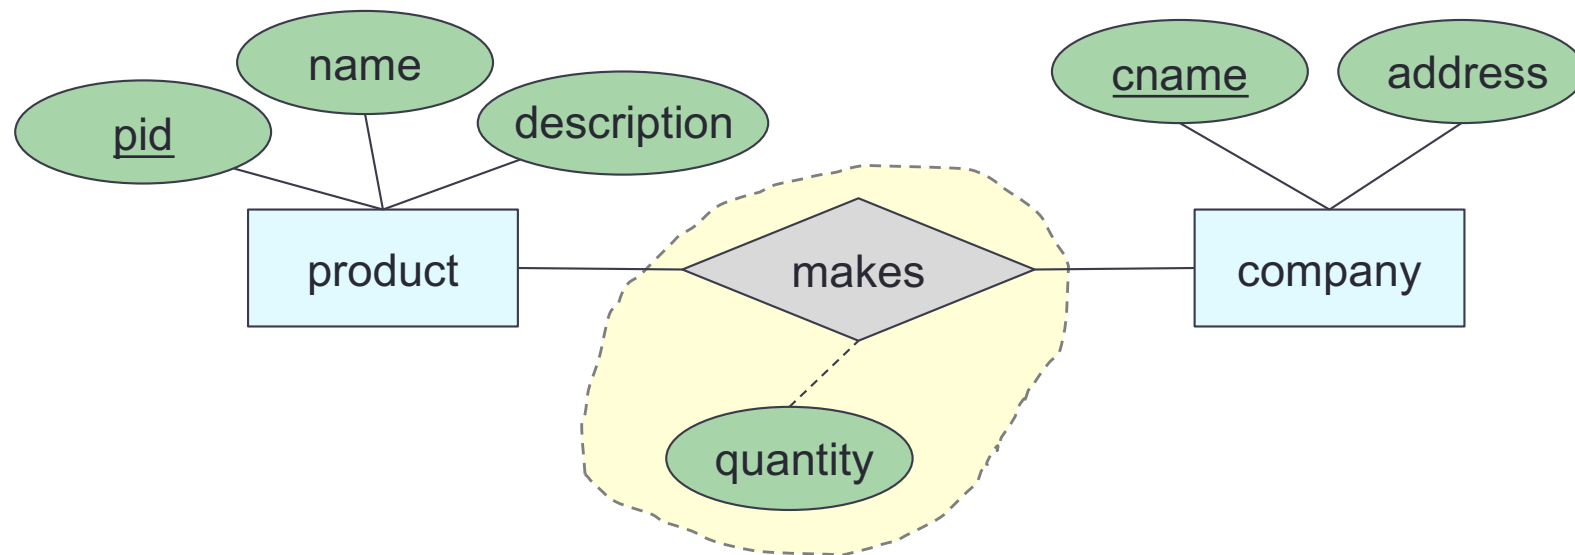 name
cname
address
pid
description
product
makes
company
quantity